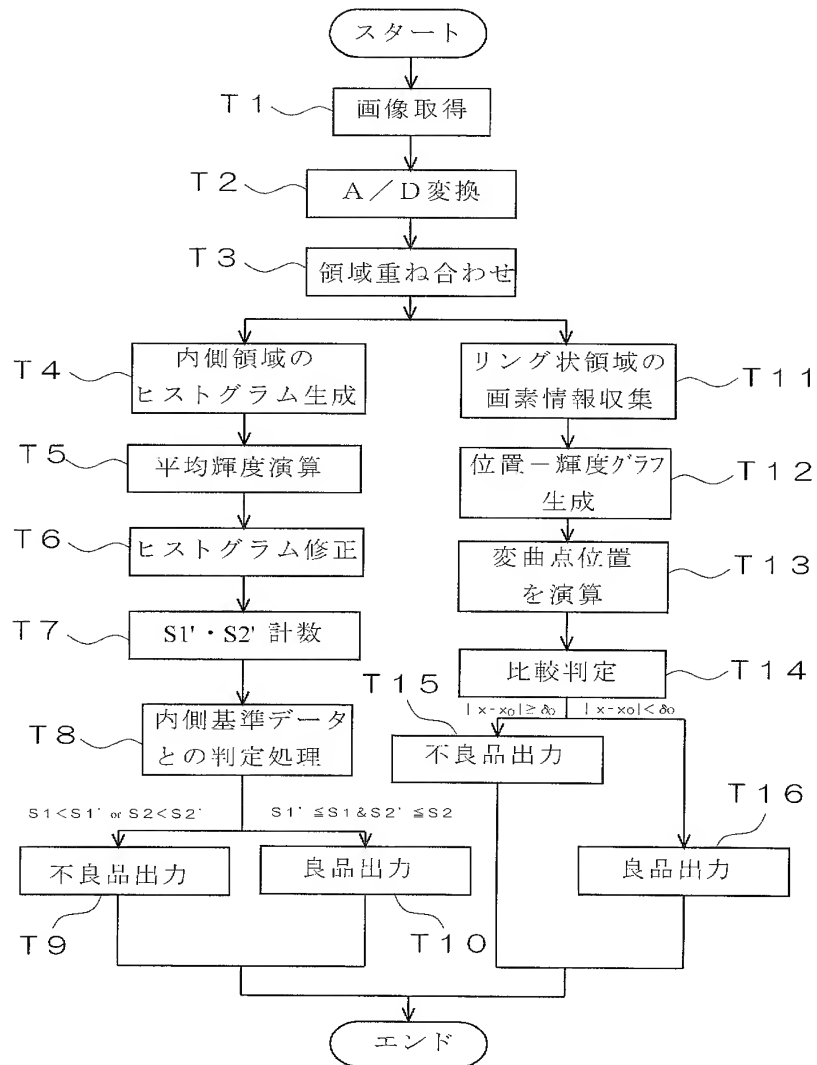 スタート
T1
画像取得
T2
A/D変換
T3
領域重ね合わせ
T4
内側領域の
ヒストグラム生成
T5
平均輝度演算
T6
ヒストグラム修正
T7
S1'・S2' 計数
T8
内側基準データ
との判定処理
S1<S1' or S2<S2'
S1'≦S1&S2'≦S2
不良品出力
T9
良品出力
T10
リング状領域の
画素情報収集
T11
位置-輝度グラフ
生成
T12
変曲点位置
を演算
T13
比較判定
T14
|x-x₀|≥δ₀
|x-x₀|<δ₀
T15
不良品出力
T16
良品出力
エンド